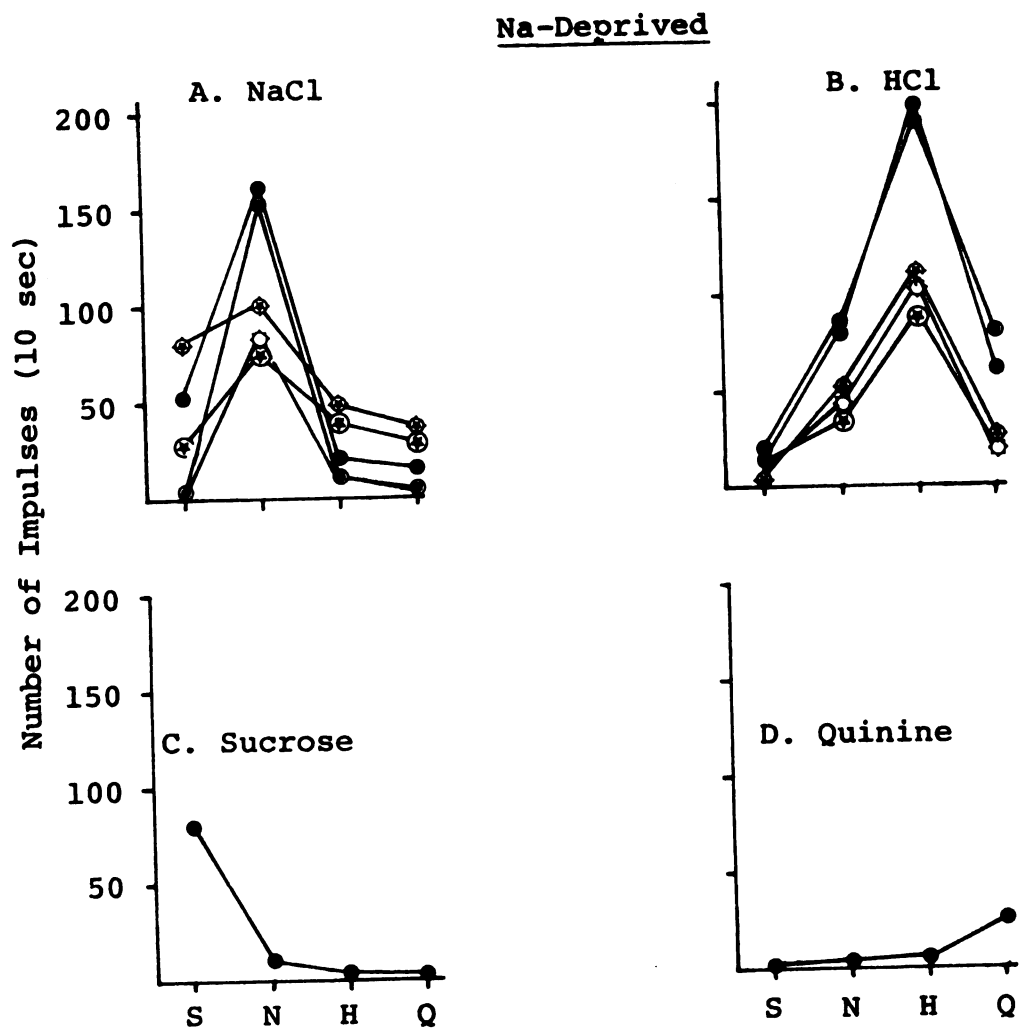 Na-Deprived
A. NaCl
B. HCl
200
150
100
50
Number of Impulses (10 sec)
200
150
100
50
C. Sucrose
D. Quinine
S N H Q
S N H Q